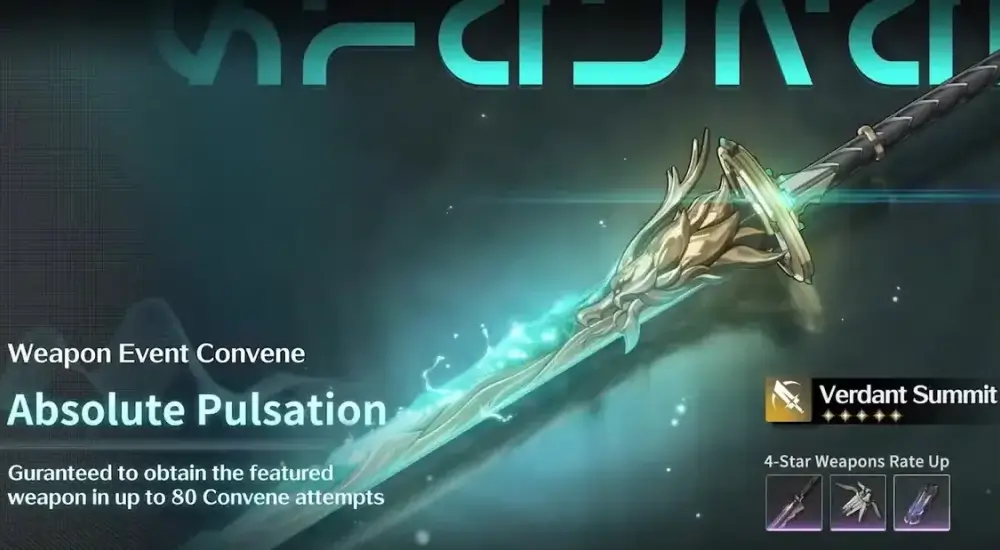 Weapon Event Convene
Absolute Pulsation
Guranteed to obtain the featured
weapon in up to 80 Convene attempts
Verdant Summit
4-Star Weapons Rate Up